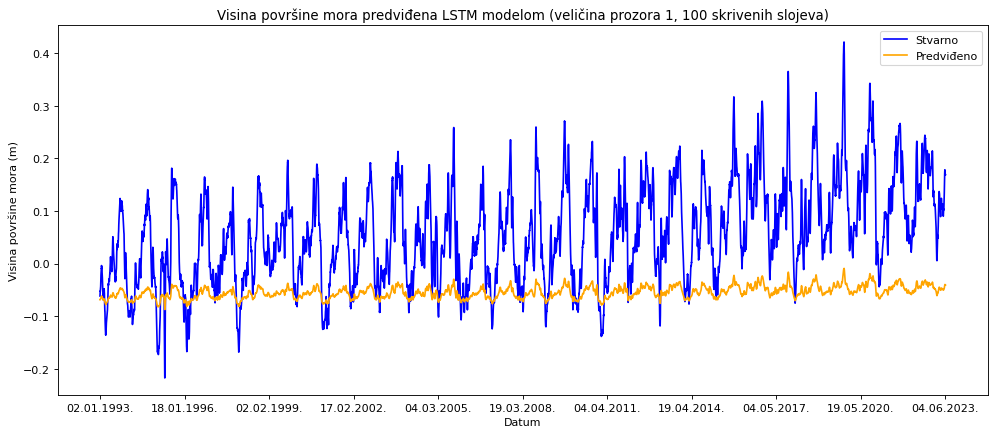 Visina površine mora predviđena LSTM modelom (veličina prozora 1, 100 skrivenih slojeva)
Stvarno
Predviđeno
0.4
0.3
0.2
0.1
0.0
−0.1
−0.2
Visina površine mora (m)
02.01.1993. 18.01.1996. 02.02.1999. 17.02.2002. 04.03.2005. 19.03.2008. 04.04.2011. 19.04.2014. 04.05.2017. 19.05.2020. 04.06.2023.
Datum